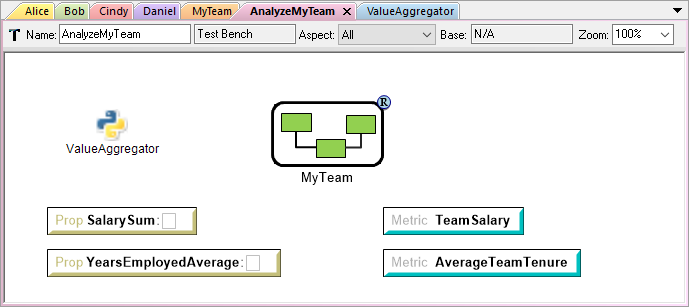 Alice Bob Cindy Daniel MyTeam AnalyzeMyTeam ValueAggregator
Name: AnalyzeMyTeam Test Bench Aspect: All Base: N/A Zoom: 100%
R
ValueAggregator
MyTeam
Prop SalarySum: Metric TeamSalary
Prop YearsEmployedAverage: Metric AverageTeamTenure